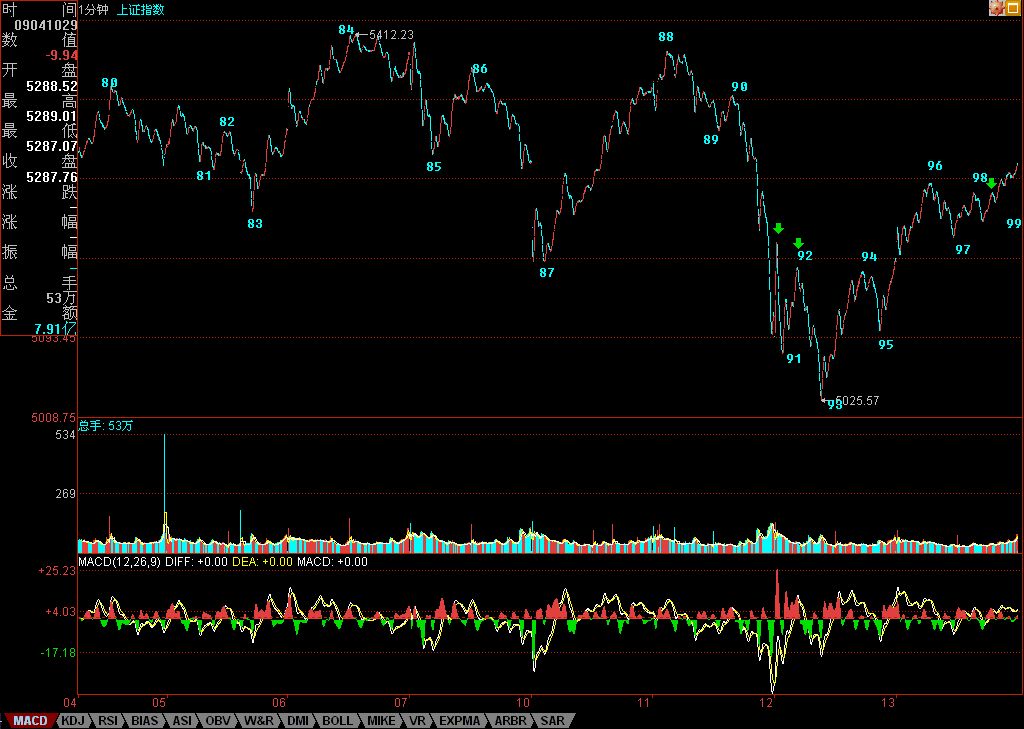 时 间
09041029
数 值
-9.94
开 盘
5288.52
最 高
5289.01
最 低
5287.07
收 盘
5287.76
涨 跌
涨 幅
振 幅
总 手
53万
金 额
7.91亿
1分钟 上证指数
84
5412.23
88
86
80
90
82
89
85
96
81
98
83
99
97
87
92
94
95
91
93
5025.57
5093.45
5008.75
总手: 53万
534
269
MACD(12,26,9) DIFF: +0.00 DEA: +0.00 MACD: +0.00
+25.23
+4.03
-17.18
04 05 06 07 10 11 12 13
MACD KDJ RSI BIAS ASI OBV W&R DMI BOLL MIKE VR EXPMA ARBR SAR